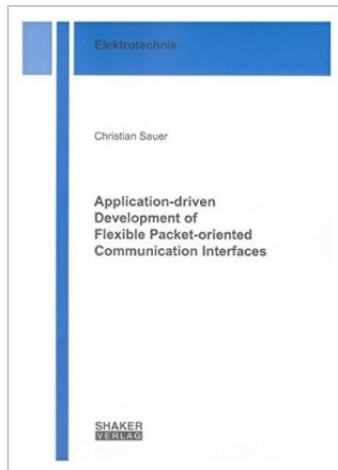 Elektrotechnik
Christian Sauer
Application-driven
Development of
Flexible Packet-oriented
Communication Interfaces
SHAKER
VERLAG